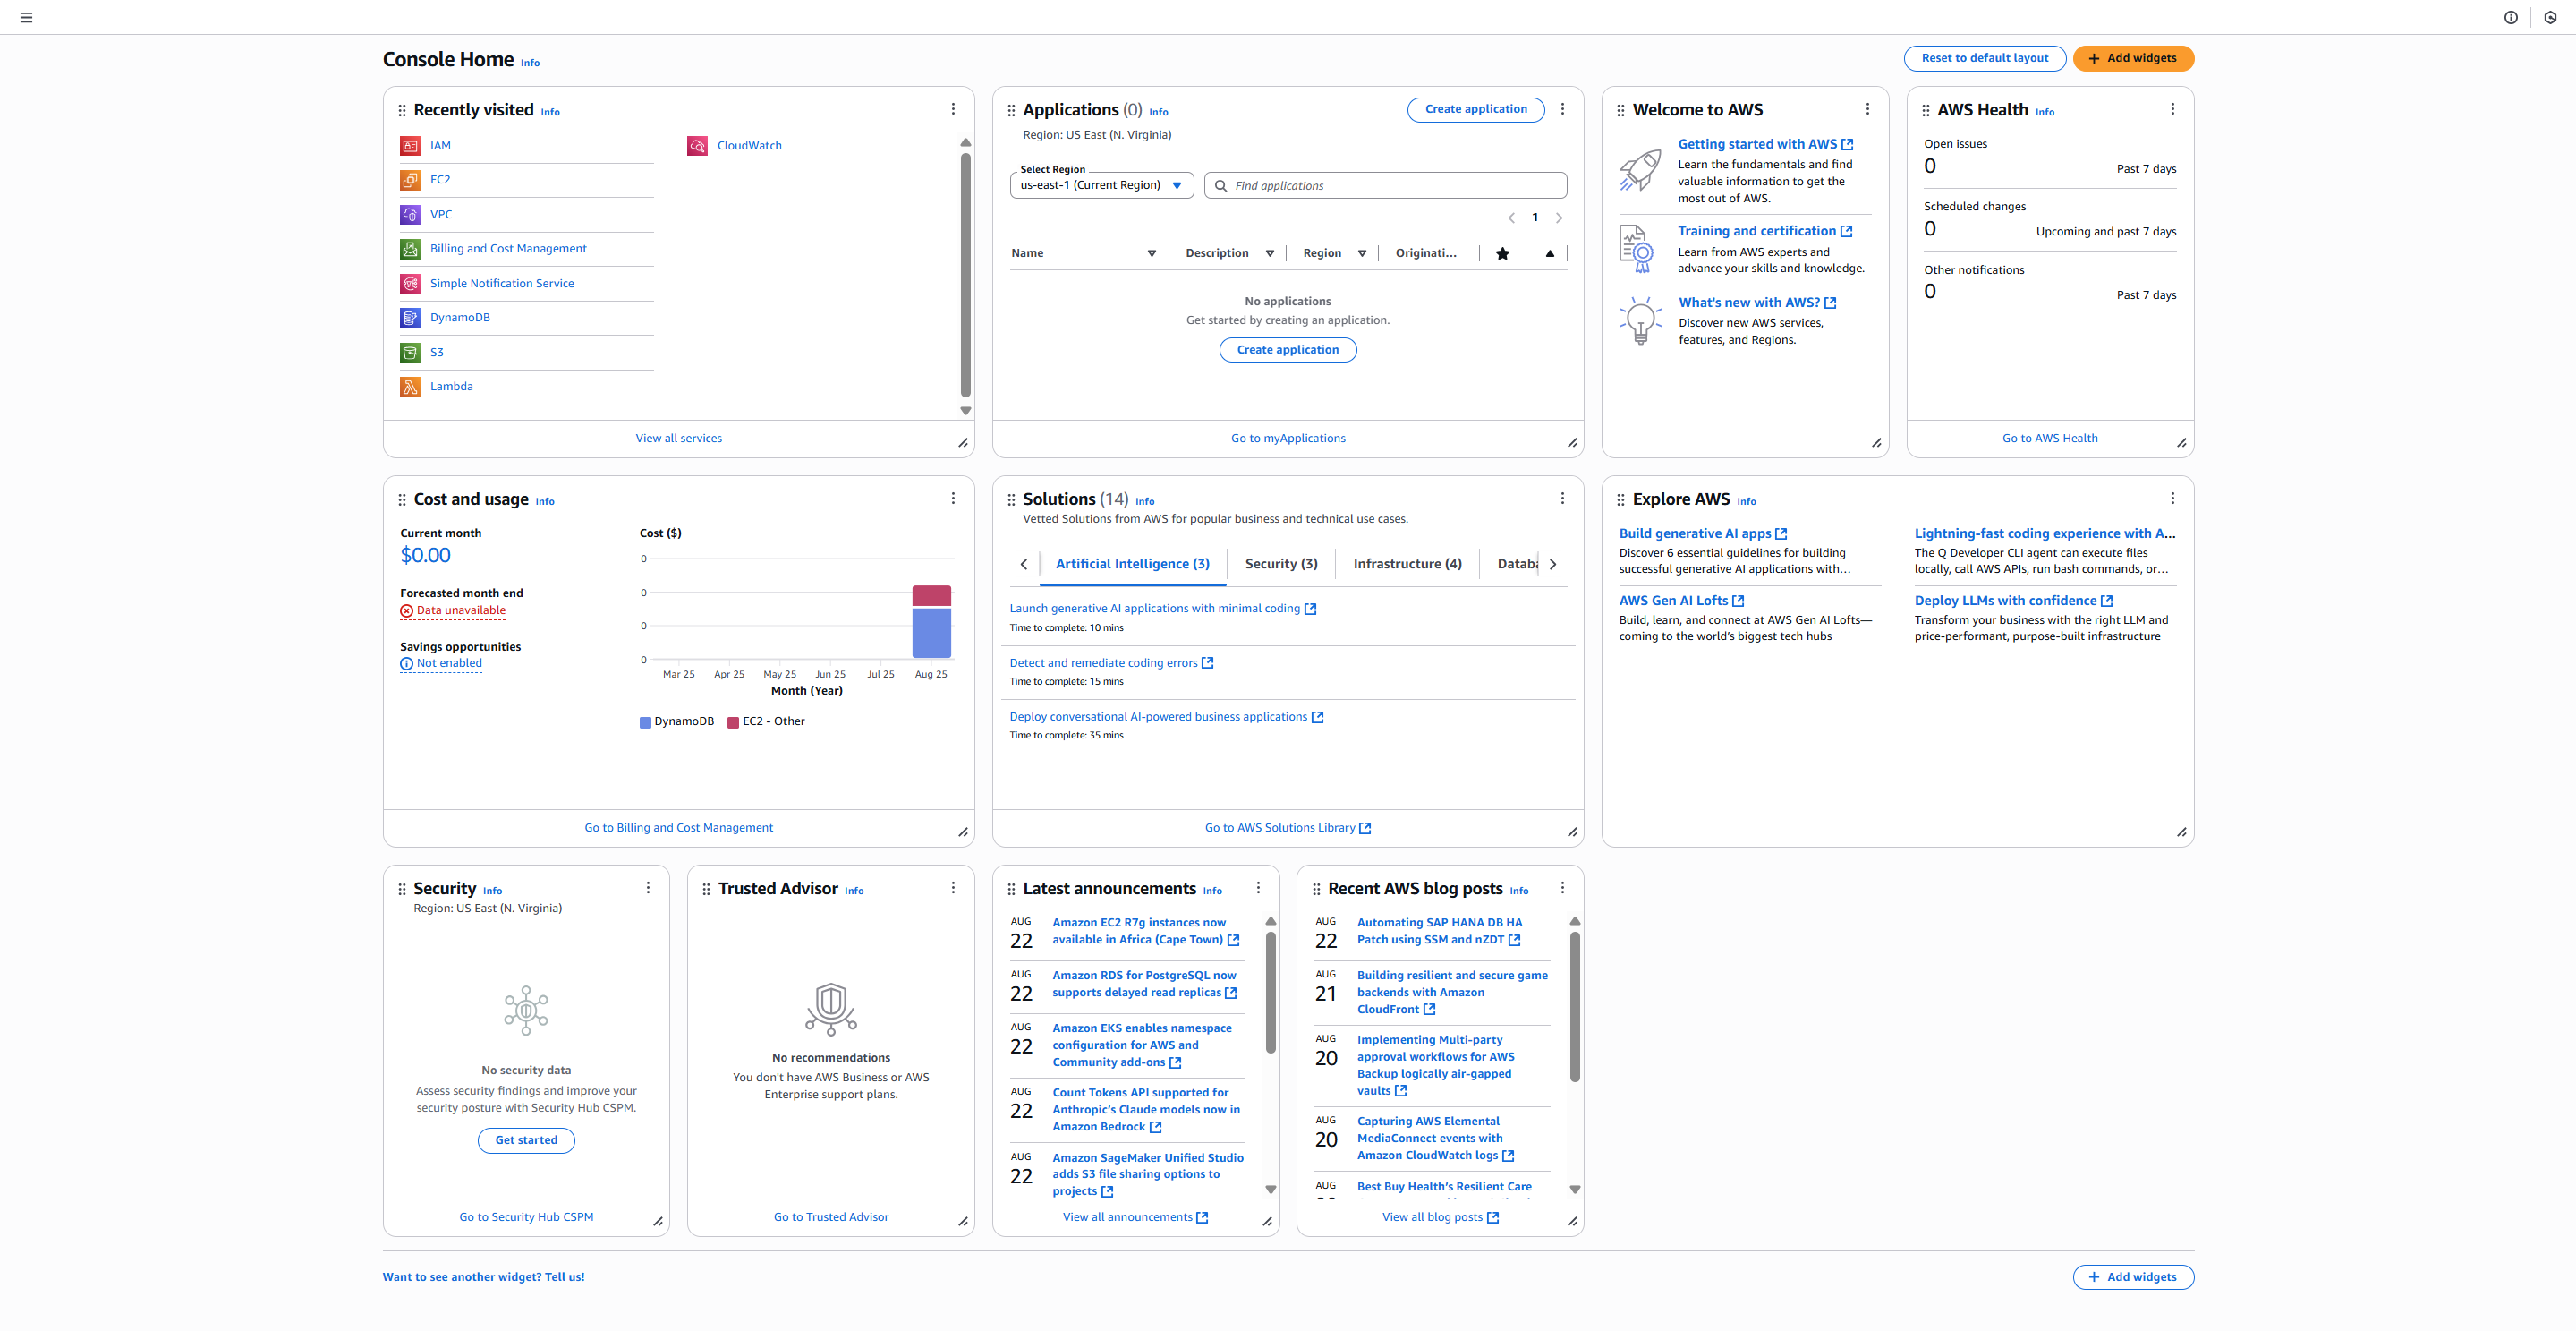 Console Home Info
Reset to default layout
Add widgets
Recently visited Info
IAM
EC2
VPC
Billing and Cost Management
Simple Notification Service
DynamoDB
S3
Lambda
CloudWatch
View all services
Applications (0) Info
Create application
Region: US East (N. Virginia)
Select Region
us-east-1 (Current Region)
Find applications
1
Name Description Region Originati...
No applications
Get started by creating an application.
Create application
Go to myApplications
Welcome to AWS
Getting started with AWS
Learn the fundamentals and find
valuable information to get the
most out of AWS.
Training and certification
Learn from AWS experts and
advance your skills and knowledge.
What's new with AWS?
Discover new AWS services,
features, and Regions.
AWS Health Info
Open issues
0 Past 7 days
Scheduled changes
0 Upcoming and past 7 days
Other notifications
0 Past 7 days
Go to AWS Health
Cost and usage Info
Current month
$0.00
Forecasted month end
Data unavailable
Savings opportunities
Not enabled
Cost ($)
0
0
0
0
Mar 25 Apr 25 May 25 Jun 25 Jul 25 Aug 25
Month (Year)
DynamoDB EC2 - Other
Go to Billing and Cost Management
Solutions (14) Info
Vetted Solutions from AWS for popular business and technical use cases.
Artificial Intelligence (3) Security (3) Infrastructure (4) Databa
Launch generative AI applications with minimal coding
Time to complete: 10 mins
Detect and remediate coding errors
Time to complete: 15 mins
Deploy conversational AI-powered business applications
Time to complete: 35 mins
Go to AWS Solutions Library
Explore AWS Info
Build generative AI apps
Discover 6 essential guidelines for building
successful generative AI applications with...
AWS Gen AI Lofts
Build, learn, and connect at AWS Gen AI Lofts—
coming to the world's biggest tech hubs
Lightning-fast coding experience with A...
The Q Developer CLI agent can execute files
locally, call AWS APIs, run bash commands, or...
Deploy LLMs with confidence
Transform your business with the right LLM and
price-performant, purpose-built infrastructure
Security Info
Region: US East (N. Virginia)
No security data
Assess security findings and improve your
security posture with Security Hub CSPM.
Get started
Go to Security Hub CSPM
Trusted Advisor Info
No recommendations
You don't have AWS Business or AWS
Enterprise support plans.
Go to Trusted Advisor
Latest announcements Info
AUG
22
Amazon EC2 R7g instances now
available in Africa (Cape Town)
AUG
22
Amazon RDS for PostgreSQL now
supports delayed read replicas
AUG
22
Amazon EKS enables namespace
configuration for AWS and
Community add-ons
AUG
22
Count Tokens API supported for
Anthropic's Claude models now in
Amazon Bedrock
AUG
22
Amazon SageMaker Unified Studio
adds S3 file sharing options to
projects
View all announcements
Recent AWS blog posts Info
AUG
22
Automating SAP HANA DB HA
Patch using SSM and nZDT
AUG
21
Building resilient and secure game
backends with Amazon
CloudFront
AUG
20
Implementing Multi-party
approval workflows for AWS
Backup logically air-gapped
vaults
AUG
20
Capturing AWS Elemental
MediaConnect events with
Amazon CloudWatch logs
AUG
Best Buy Health's Resilient Care
View all blog posts
Want to see another widget? Tell us!
Add widgets